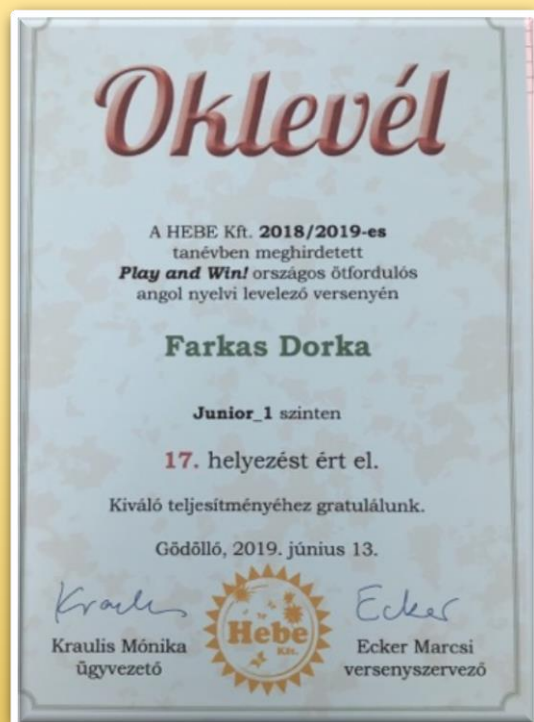 Oklevél
A HEBE Kft. 2018/2019-es
tanévben meghirdetett
Play and Win! országos ötfordulós
angol nyelvi levelező versenyén
Farkas Dorka
Junior_1 szinten
17. helyezést ért el.
Kiváló teljesítményéhez gratulálunk.
Gödöllő, 2019. június 13.
Kraulis Ecker
Hebe
Kft.
Kraulis Mónika Ecker Marcsi
ügyvezető versenyszervező